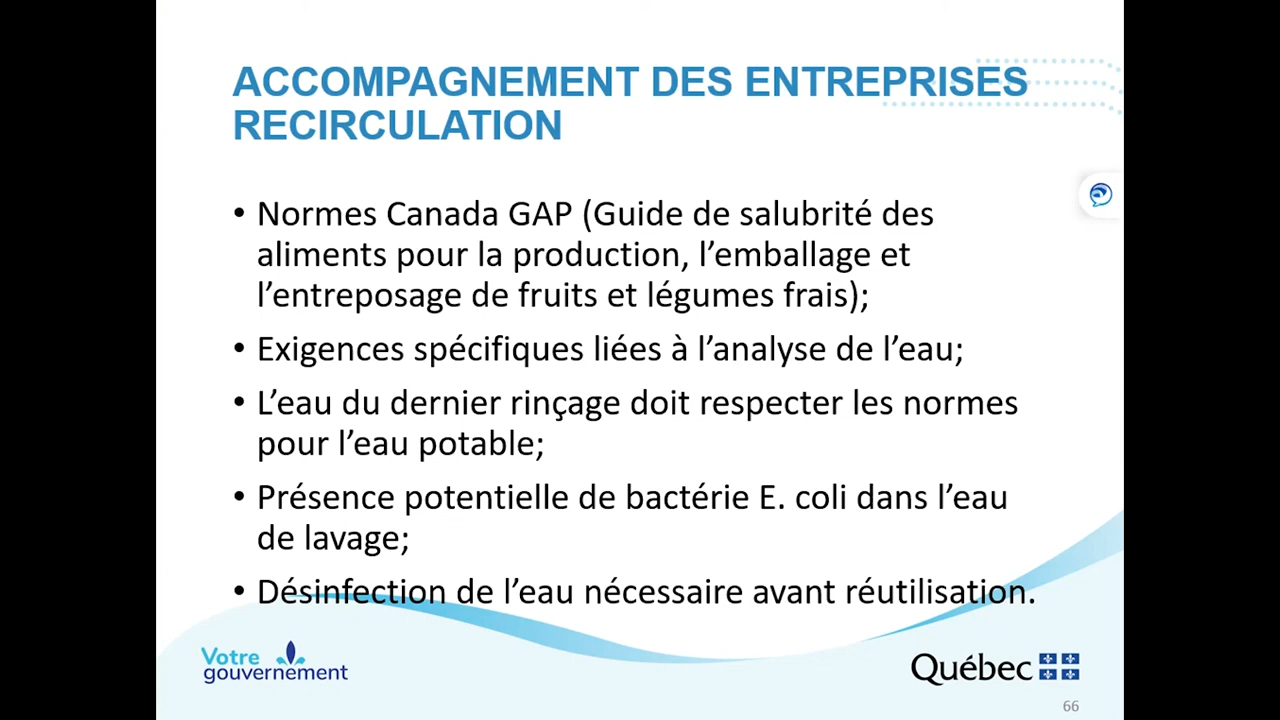 ACCOMPAGNEMENT DES ENTREPRISES
RECIRCULATION
• Normes Canada GAP (Guide de salubrité des
aliments pour la production, l’emballage et
l’entreposage de fruits et légumes frais);
• Exigences spécifiques liées à l’analyse de l’eau;
• L’eau du dernier rinçage doit respecter les normes
pour l’eau potable;
• Présence potentielle de bactérie E. coli dans l’eau
de lavage;
• Désinfection de l’eau nécessaire avant réutilisation.
Votre
gouvernement
Québec
66